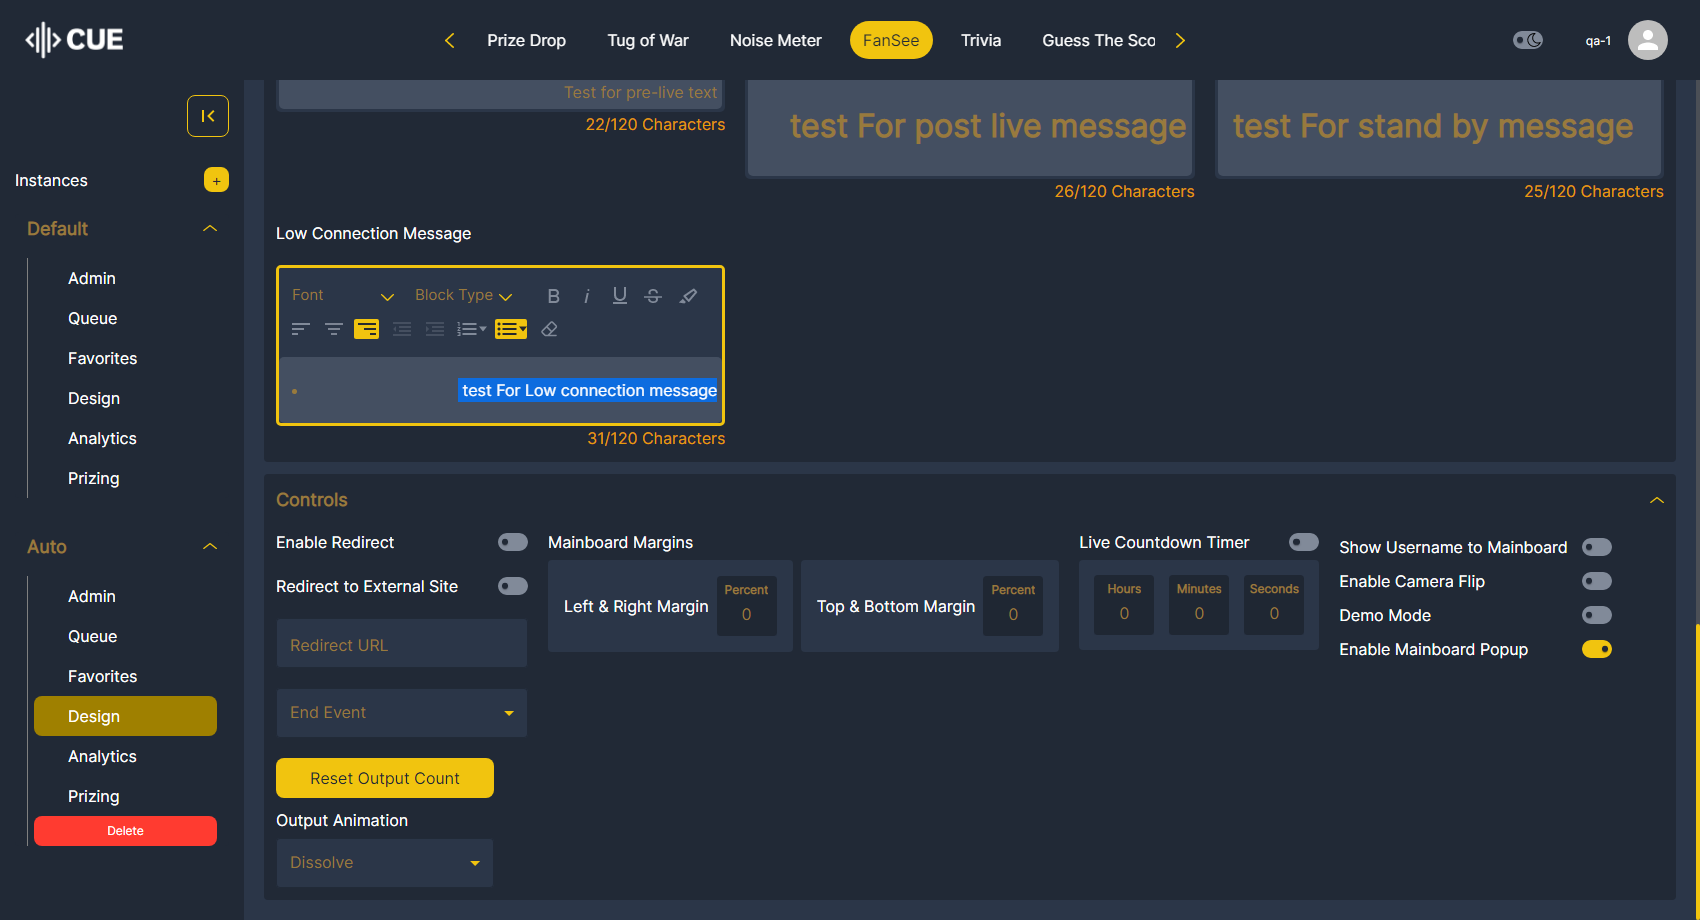 CUE
Prize Drop
Tug of War
Noise Meter
FanSee
Trivia
Guess The Sco
qa-1
Instances
+
Default
Admin
Queue
Favorites
Design
Analytics
Prizing
Auto
Admin
Queue
Favorites
Design
Analytics
Prizing
Delete
Test for pre-live text
22/120 Characters
test For post live message
26/120 Characters
test For stand by message
25/120 Characters
Low Connection Message
Font
Block Type
B i U S
• test For Low connection message
31/120 Characters
Controls
Enable Redirect
Redirect to External Site
Redirect URL
End Event
Reset Output Count
Output Animation
Dissolve
Mainboard Margins
Left & Right Margin
Percent
0
Top & Bottom Margin
Percent
0
Live Countdown Timer
Hours
0
Minutes
0
Seconds
0
Show Username to Mainboard
Enable Camera Flip
Demo Mode
Enable Mainboard Popup